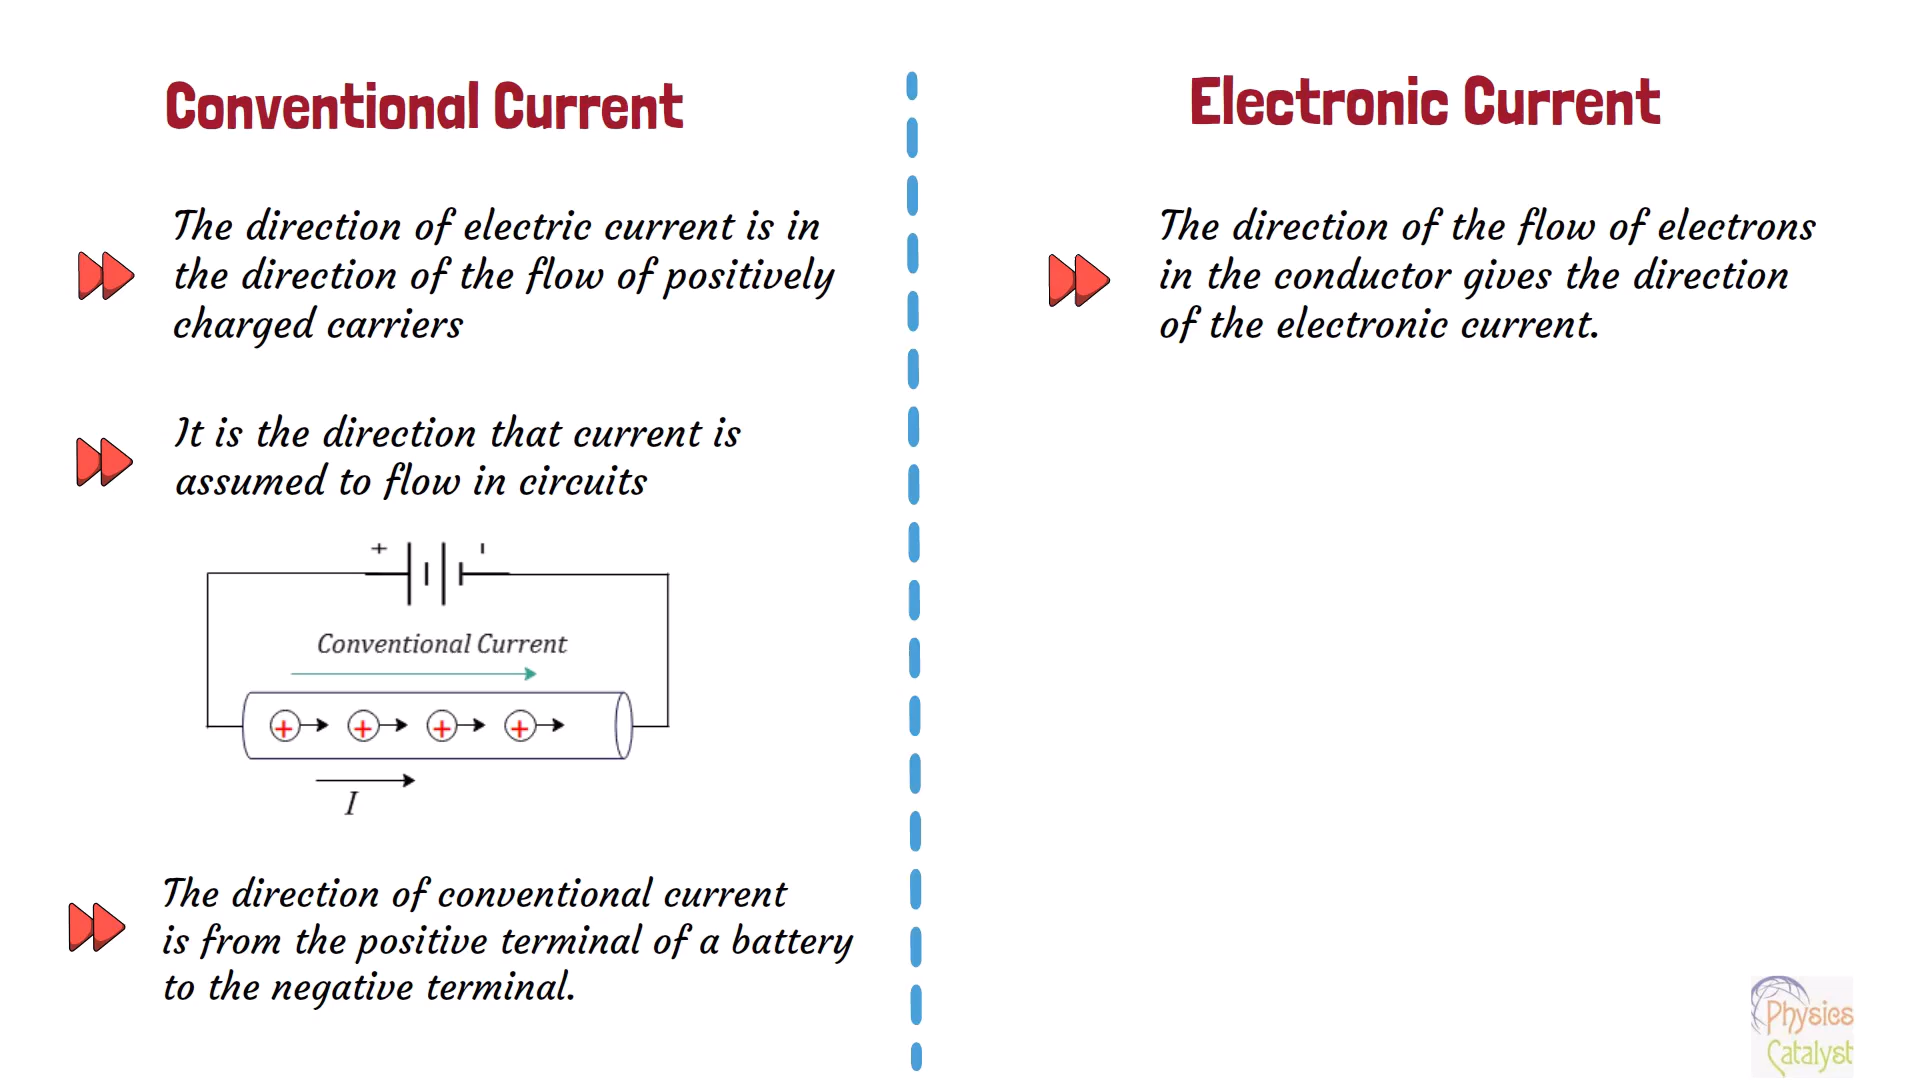 Conventional Current
The direction of electric current is in
the direction of the flow of positively
charged carriers
It is the direction that current is
assumed to flow in circuits
+ -
Conventional Current
+ + + +
I
The direction of conventional current
is from the positive terminal of a battery
to the negative terminal.
Electronic Current
The direction of the flow of electrons
in the conductor gives the direction
of the electronic current.
Physics
Catalyst